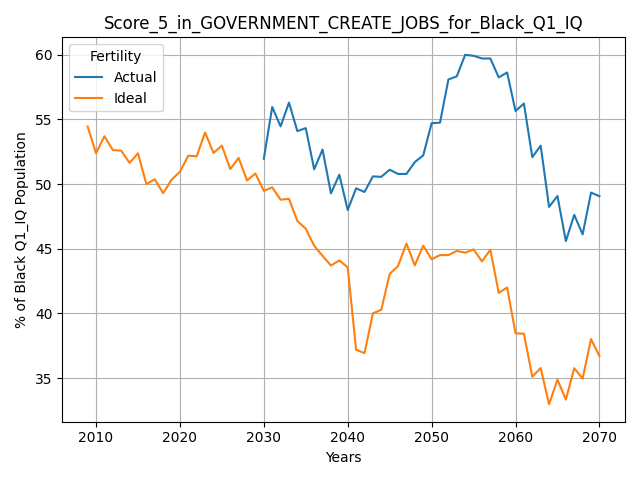 Score_5_in_GOVERNMENT_CREATE_JOBS_for_Black_Q1_IQ
Fertility
Actual
Ideal
% of Black Q1_IQ Population
60
55
50
45
40
35
2010 2020 2030 2040 2050 2060 2070
Years